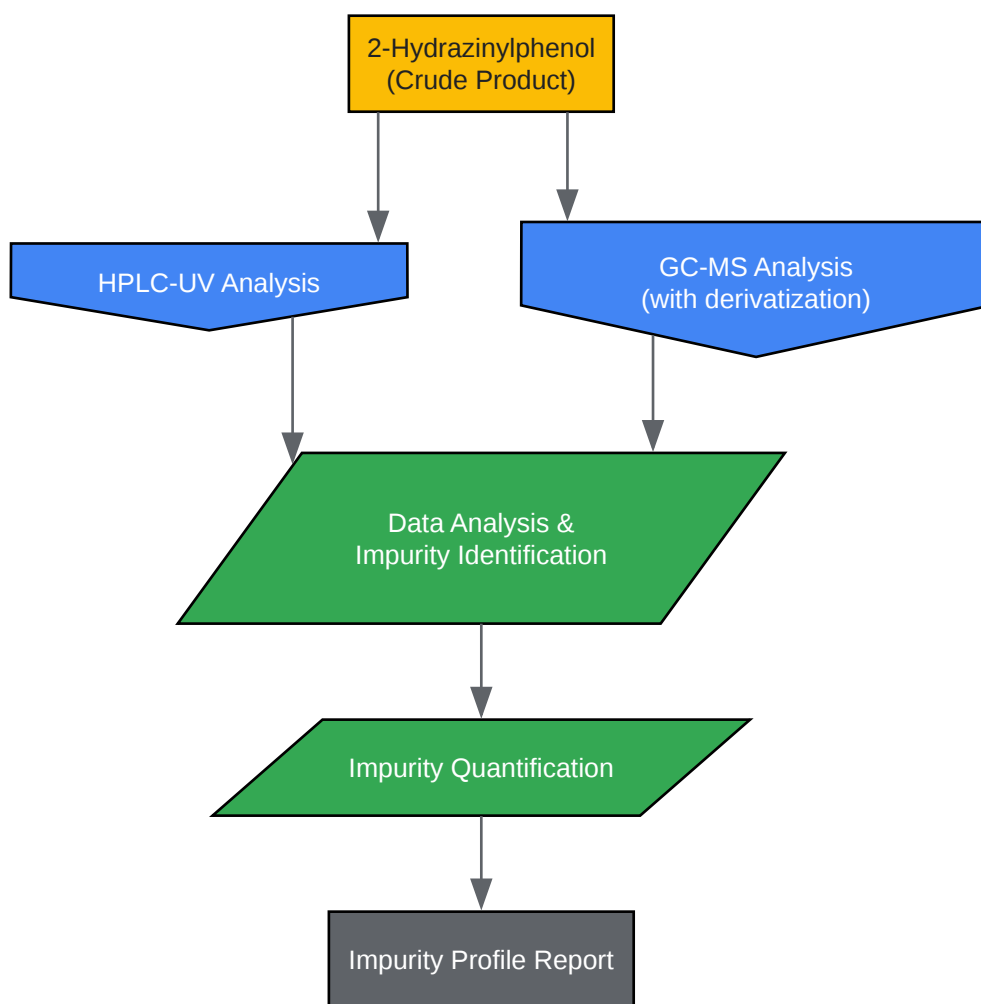 2-Hydrazinylphenol
(Crude Product)
HPLC-UV Analysis
GC-MS Analysis
(with derivatization)
Data Analysis &
Impurity Identification
Impurity Quantification
Impurity Profile Report